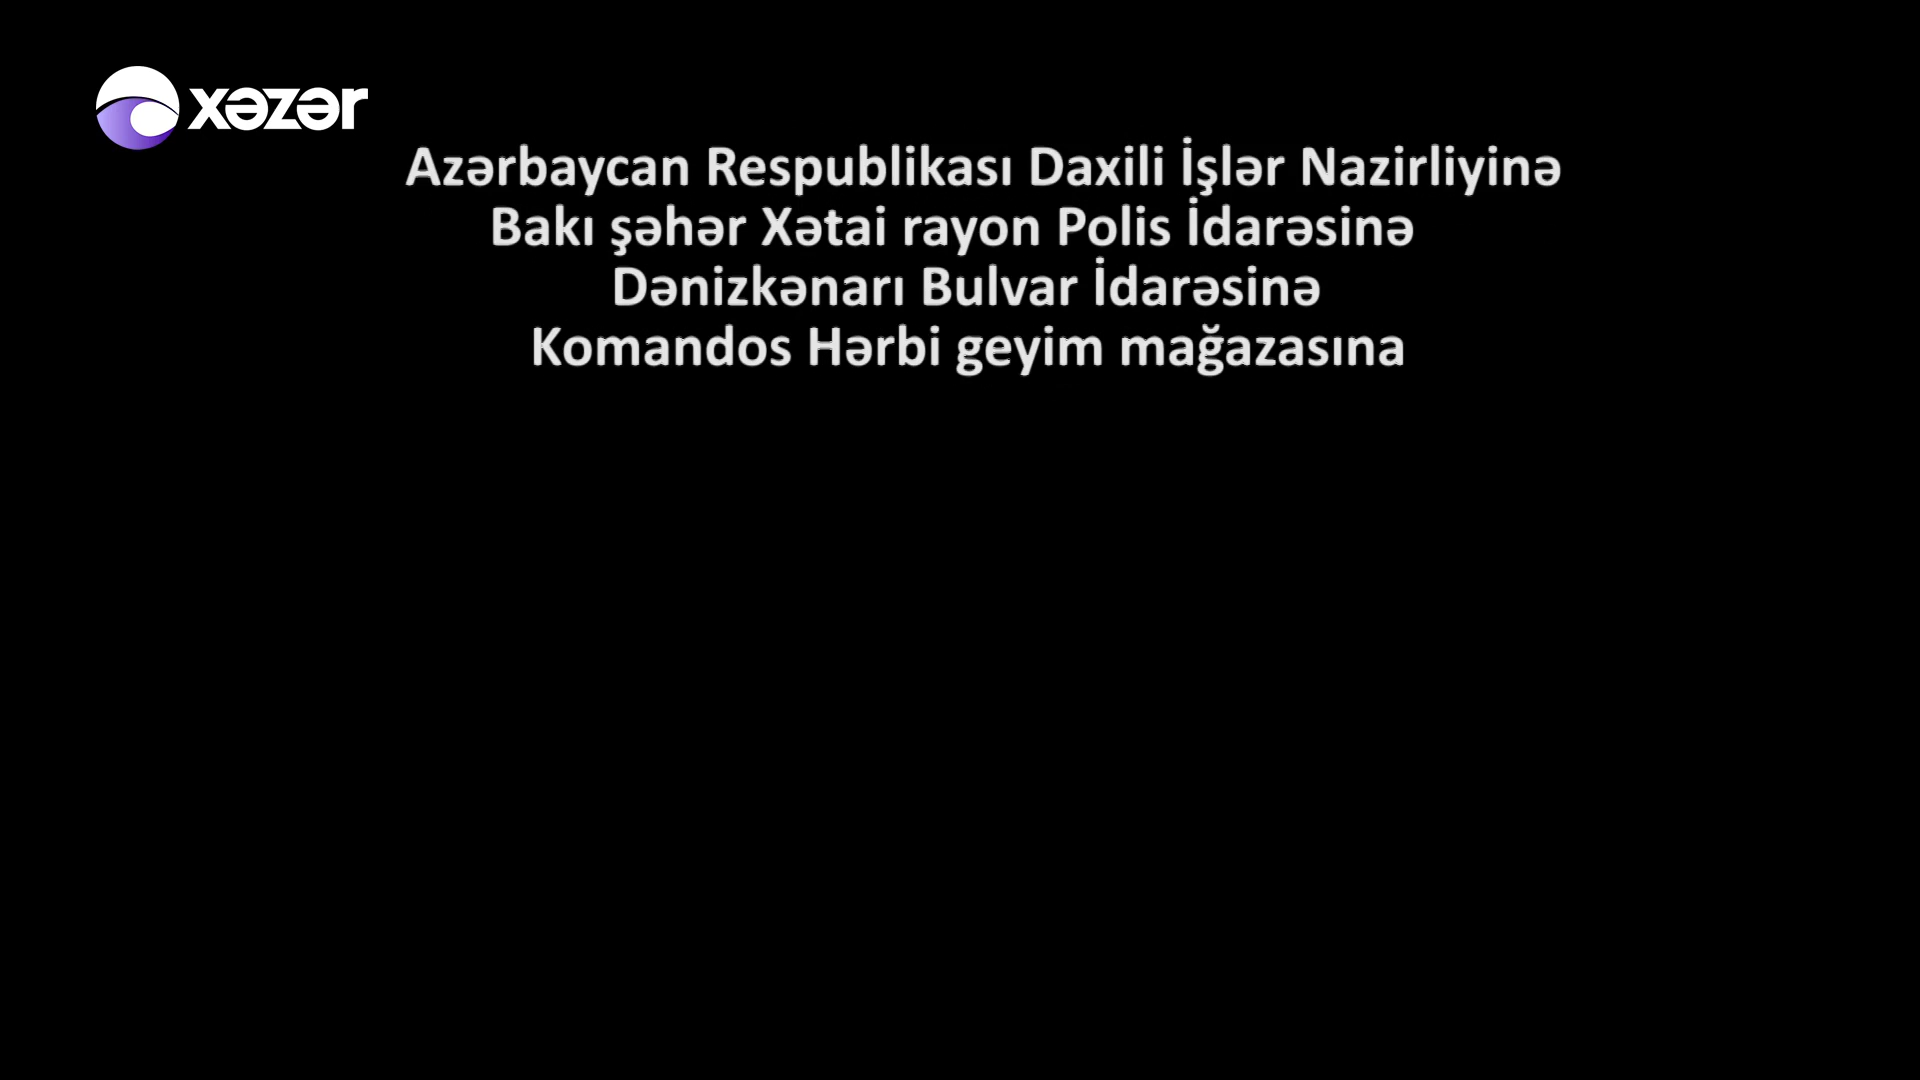 xəzər
Azərbaycan Respublikası Daxili İşlər Nazirliyinə
Bakı şəhər Xətai rayon Polis İdarəsinə
Dənizkənarı Bulvar İdarəsinə
Komandos Hərbi geyim mağazasına